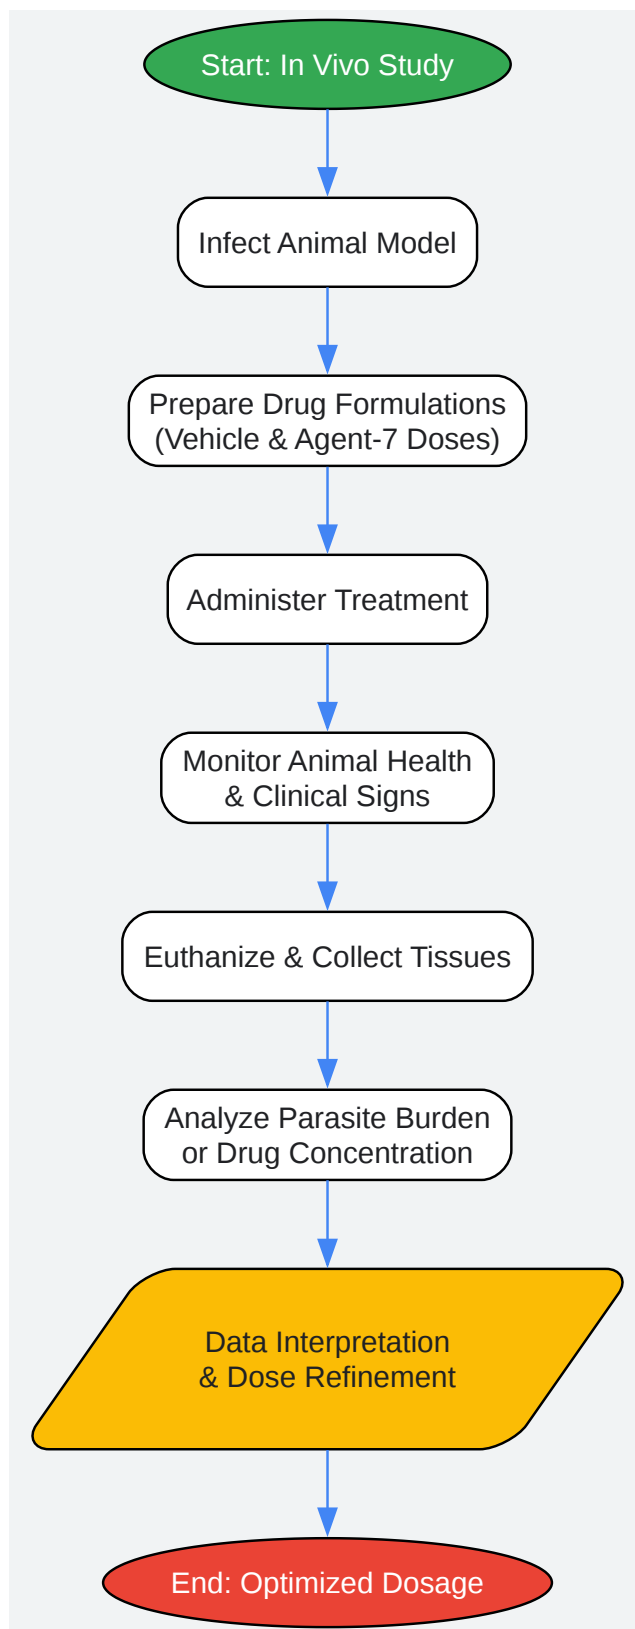 Start: In Vivo Study
Infect Animal Model
Prepare Drug Formulations
(Vehicle & Agent-7 Doses)
Administer Treatment
Monitor Animal Health
& Clinical Signs
Euthanize & Collect Tissues
Analyze Parasite Burden
or Drug Concentration
Data Interpretation
& Dose Refinement
End: Optimized Dosage